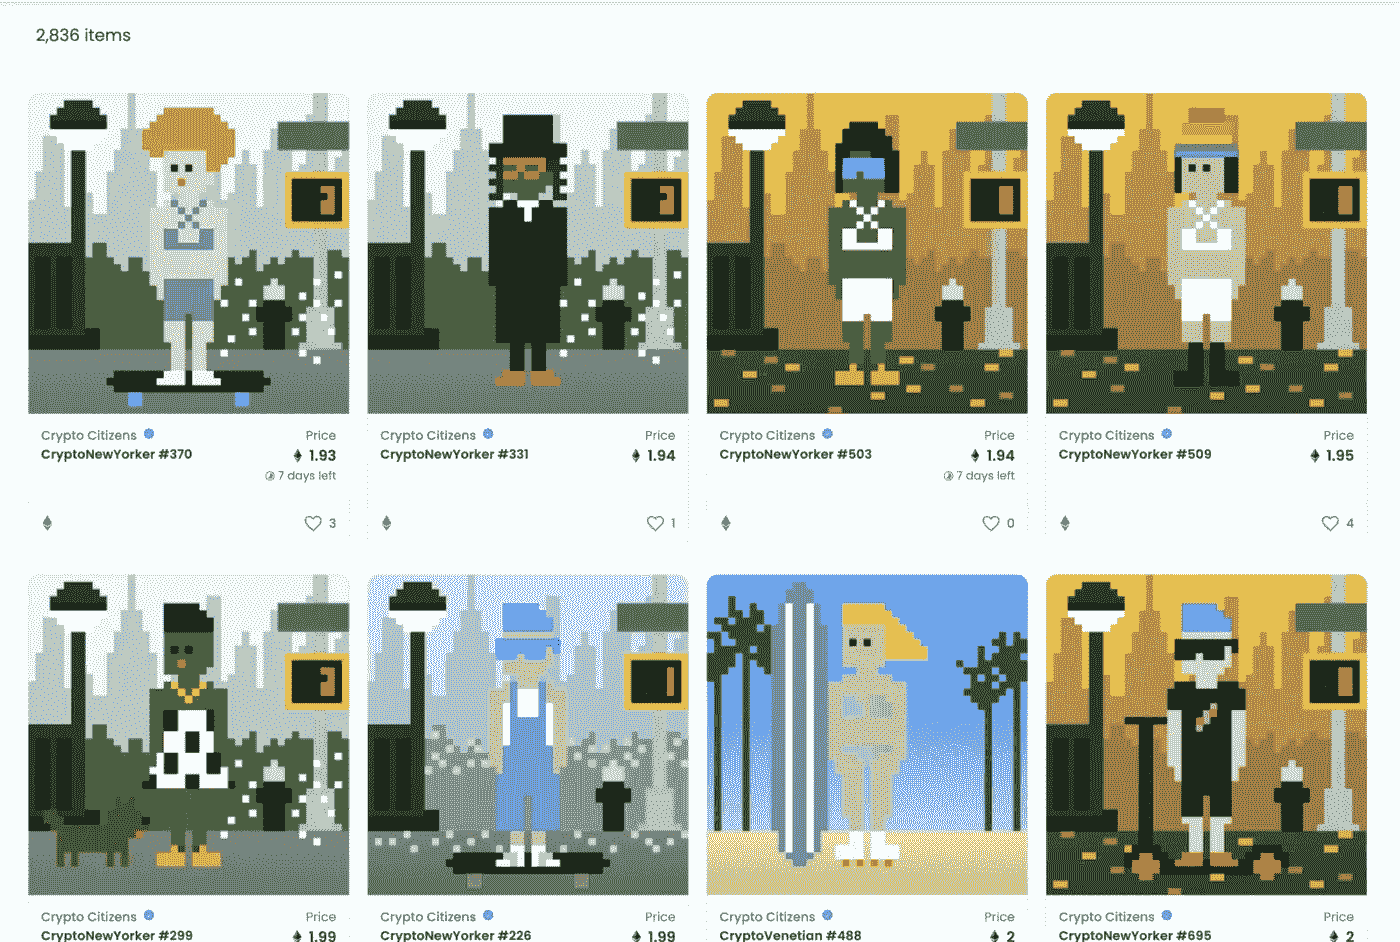 2,836 items
Crypto Citizens Price
CryptoNewYorker #370 1.93
7 days left
3
Crypto Citizens Price
CryptoNewYorker #331 1.94
1
Crypto Citizens Price
CryptoNewYorker #503 1.94
7 days left
0
Crypto Citizens Price
CryptoNewYorker #509 1.95
4
Crypto Citizens Price
CryptoNewYorker #299 1.99
Crypto Citizens Price
CryptoNewYorker #226 1.99
Crypto Citizens Price
CryptoVenetian #488 2
Crypto Citizens Price
CryptoNewYorker #695 2